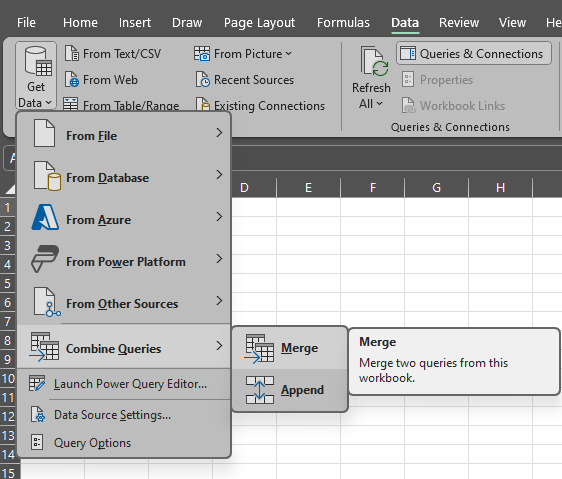 File Home Insert Draw Page Layout Formulas Data Review View He
Get Data
From Text/CSV
From Web
From Table/Range
From Picture
Recent Sources
Existing Connections
Refresh All
Queries & Connections
Properties
Workbook Links
Queries & Connections
A
D E F G H
1
2
3
4
5
6
7
8
9
10
11
12
13
14
15
From File
From Database
From Azure
From Power Platform
From Other Sources
Combine Queries
Launch Power Query Editor...
Data Source Settings...
Query Options
Merge
Append
Merge
Merge two queries from this
workbook.